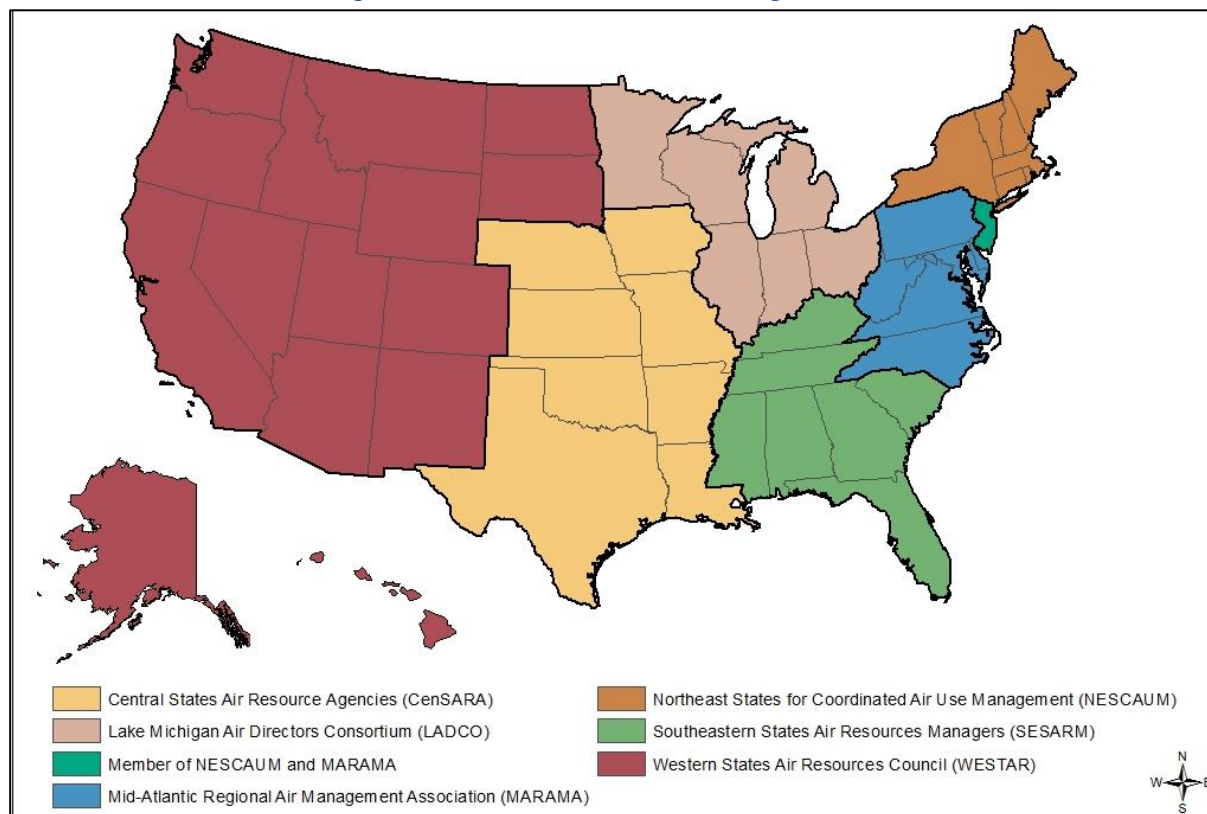 Central States Air Resource Agencies (CenSARA)
Lake Michigan Air Directors Consortium (LADCO)
Member of NESCAUM and MARAMA
Mid-Atlantic Regional Air Management Association (MARAMA)
Northeast States for Coordinated Air Use Management (NESCAUM)
Southeastern States Air Resources Managers (SESARM)
Western States Air Resources Council (WESTAR)
N
W E
S